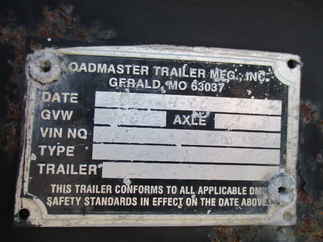 ROADMASTER TRAILER MFG., INC.
GERALD, MO 63037
DATE
GVW AXLE
VIN NO
TYPE
TRAILER
THIS TRAILER CONFORMS TO ALL APPLICABLE
SAFETY STANDARDS IN EFFECT ON THE DATE ABOVE